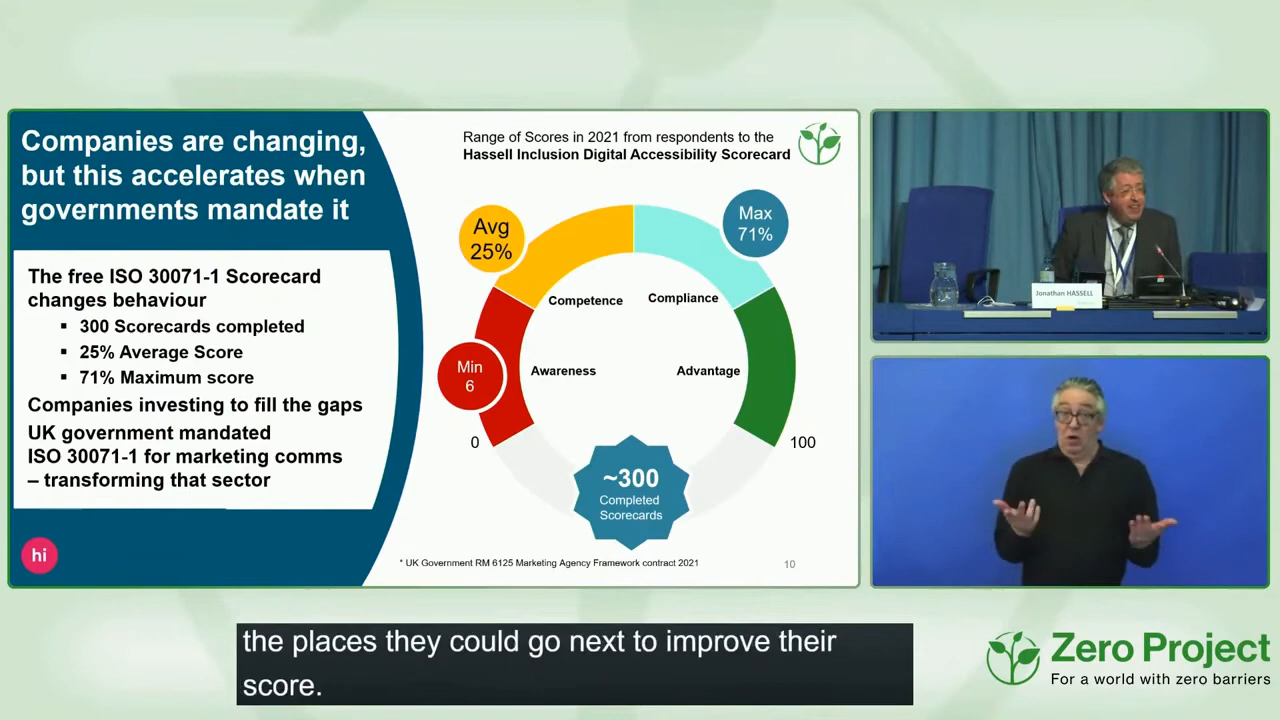 Companies are changing,
but this accelerates when
governments mandate it
The free ISO 30071-1 Scorecard
changes behaviour
▪ 300 Scorecards completed
▪ 25% Average Score
▪ 71% Maximum score
Companies investing to fill the gaps
UK government mandated
ISO 30071-1 for marketing comms
– transforming that sector
hi
Range of Scores in 2021 from respondents to the
Hassell Inclusion Digital Accessibility Scorecard
Avg
25%
Max
71%
Competence
Compliance
Min
6
Awareness
Advantage
0
100
~300
Completed
Scorecards
* UK Government RM 6125 Marketing Agency Framework contract 2021
10
Jonathan HASSELL
the places they could go next to improve their
score.
Zero Project
For a world with zero barriers